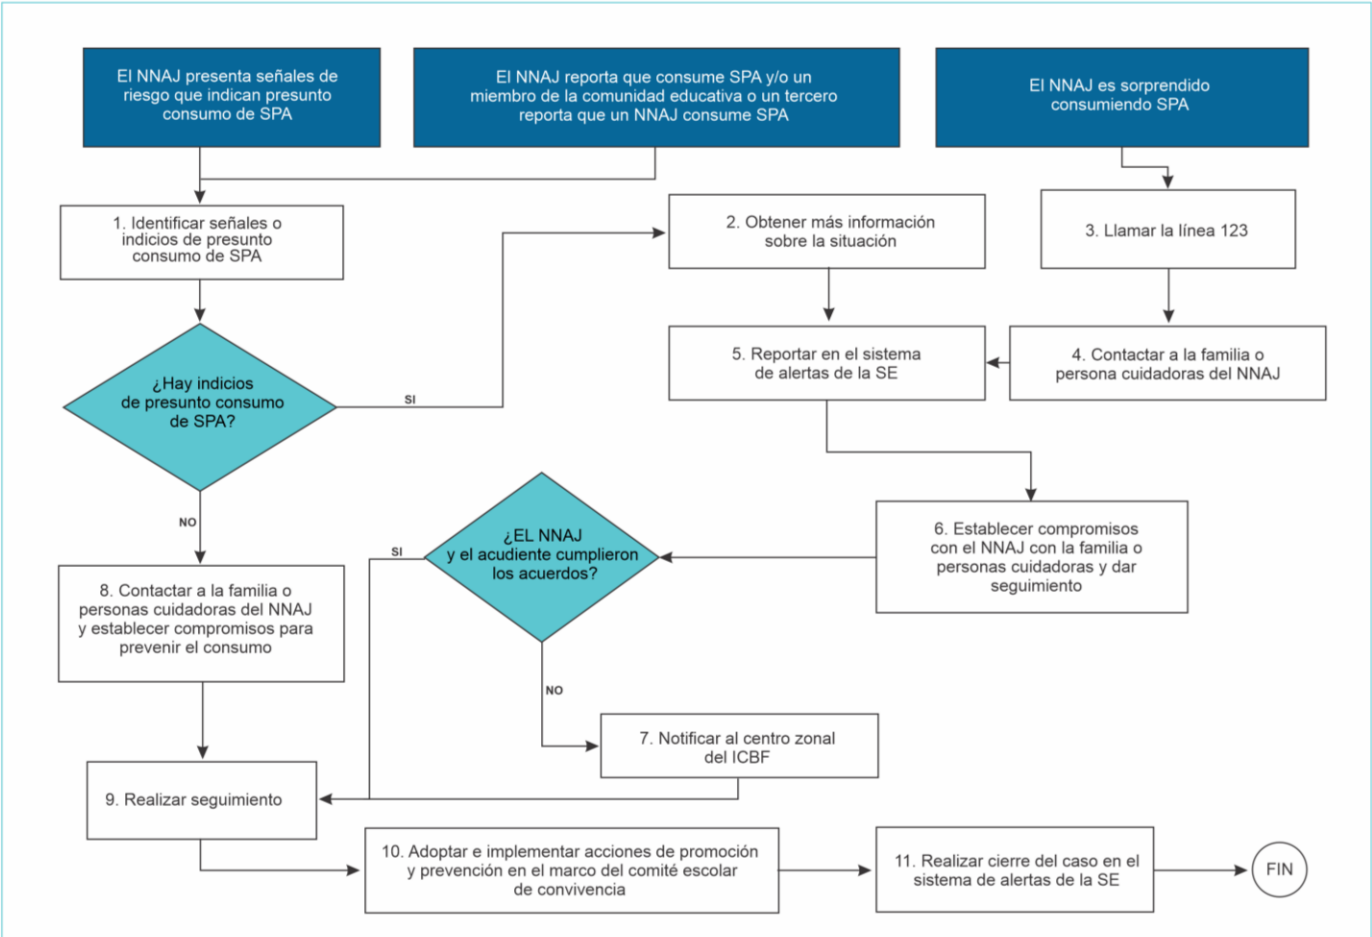 El NNAJ presenta señales de
riesgo que indican presunto
consumo de SPA
El NNAJ reporta que consume SPA y/o un
miembro de la comunidad educativa o un tercero
reporta que un NNAJ consume SPA
El NNAJ es sorprendido
consumiendo SPA
1. Identificar señales o
indicios de presunto
consumo de SPA
2. Obtener más información
sobre la situación
3. Llamar la línea 123
¿Hay indicios
de presunto consumo
de SPA?
SI
5. Reportar en el sistema
de alertas de la SE
4. Contactar a la familia o
persona cuidadoras del NNAJ
NO
¿EL NNAJ
y el acudiente cumplieron
los acuerdos?
SI
6. Establecer compromisos
con el NNAJ con la familia o
personas cuidadoras y dar
seguimiento
8. Contactar a la familia o
personas cuidadoras del NNAJ
y establecer compromisos para
prevenir el consumo
NO
7. Notificar al centro zonal
del ICBF
9. Realizar seguimiento
10. Adoptar e implementar acciones de promoción
y prevención en el marco del comité escolar
de convivencia
11. Realizar cierre del caso en el
sistema de alertas de la SE
FIN